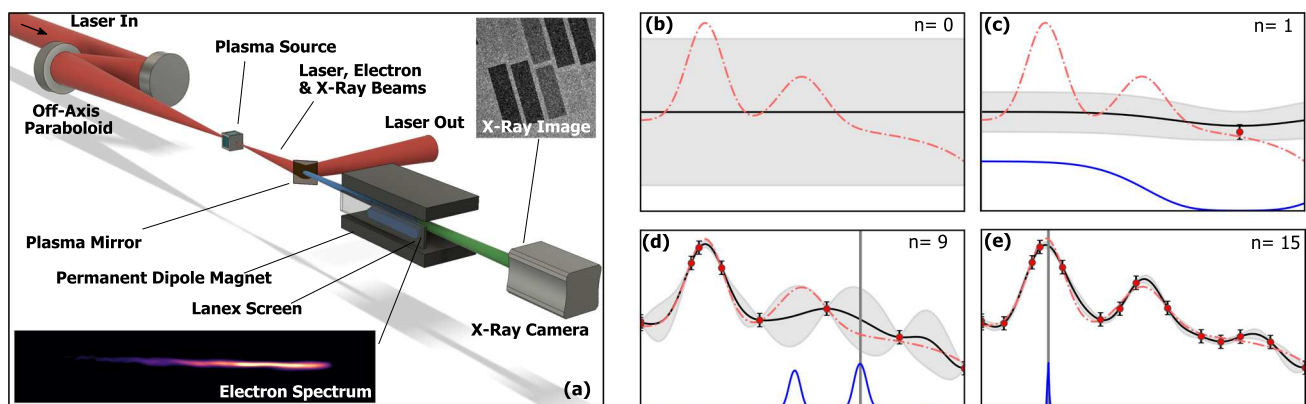 Laser In
Plasma Source
Laser, Electron
& X-Ray Beams
Off-Axis
Paraboloid
Laser Out
X-Ray Image
Plasma Mirror
Permanent Dipole Magnet
Lanex Screen
X-Ray Camera
Electron Spectrum
(a)
(b)
n= 0
(c)
n= 1
(d)
n= 9
(e)
n= 15